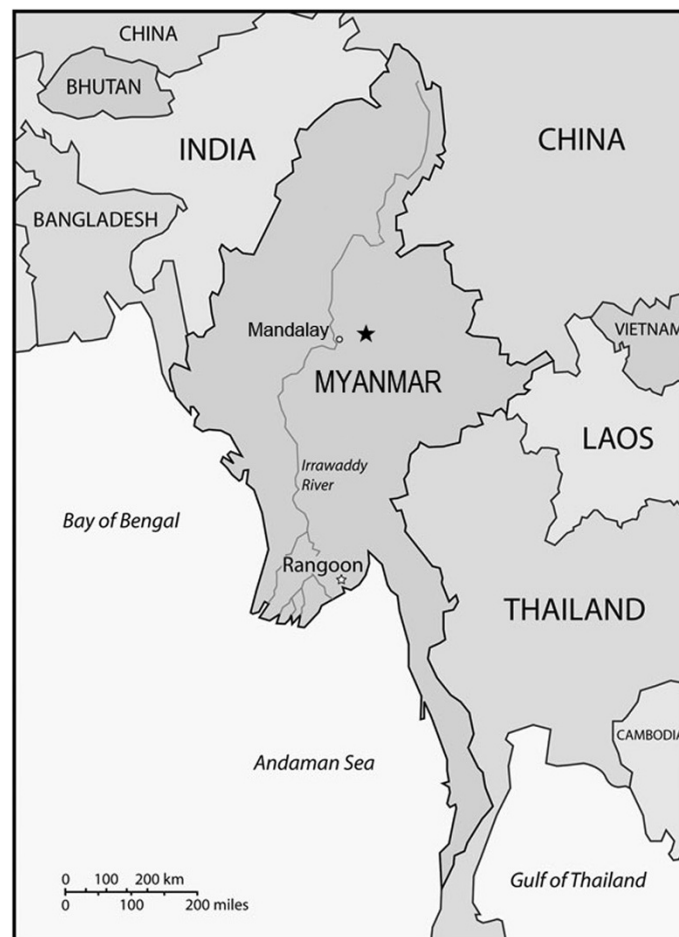 CHINA
BHUTAN
INDIA
CHINA
BANGLADESH
Mandalay
VIETNAM
MYANMAR
LAOS
Irrawaddy
River
Bay of Bengal
Rangoon
THAILAND
CAMBODIA
Andaman Sea
0 100 200 km
0 100 200 miles
Gulf of Thailand